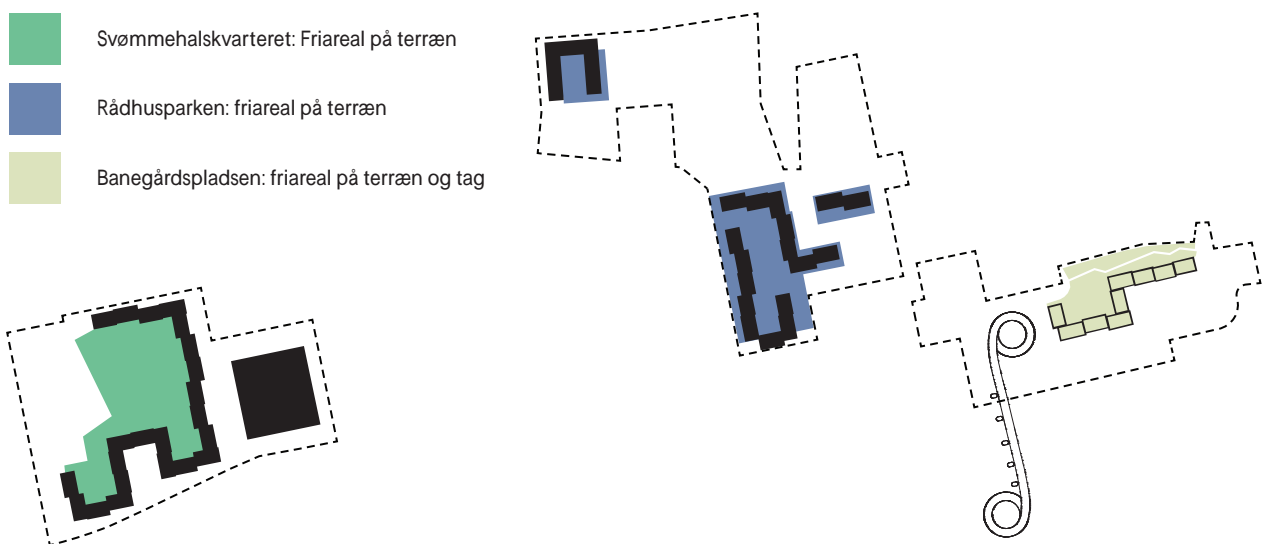 Svømmehalskvarteret: Friareal på terræn
Rådhusparken: friareal på terræn
Banegårdspladsen: friareal på terræn og tag